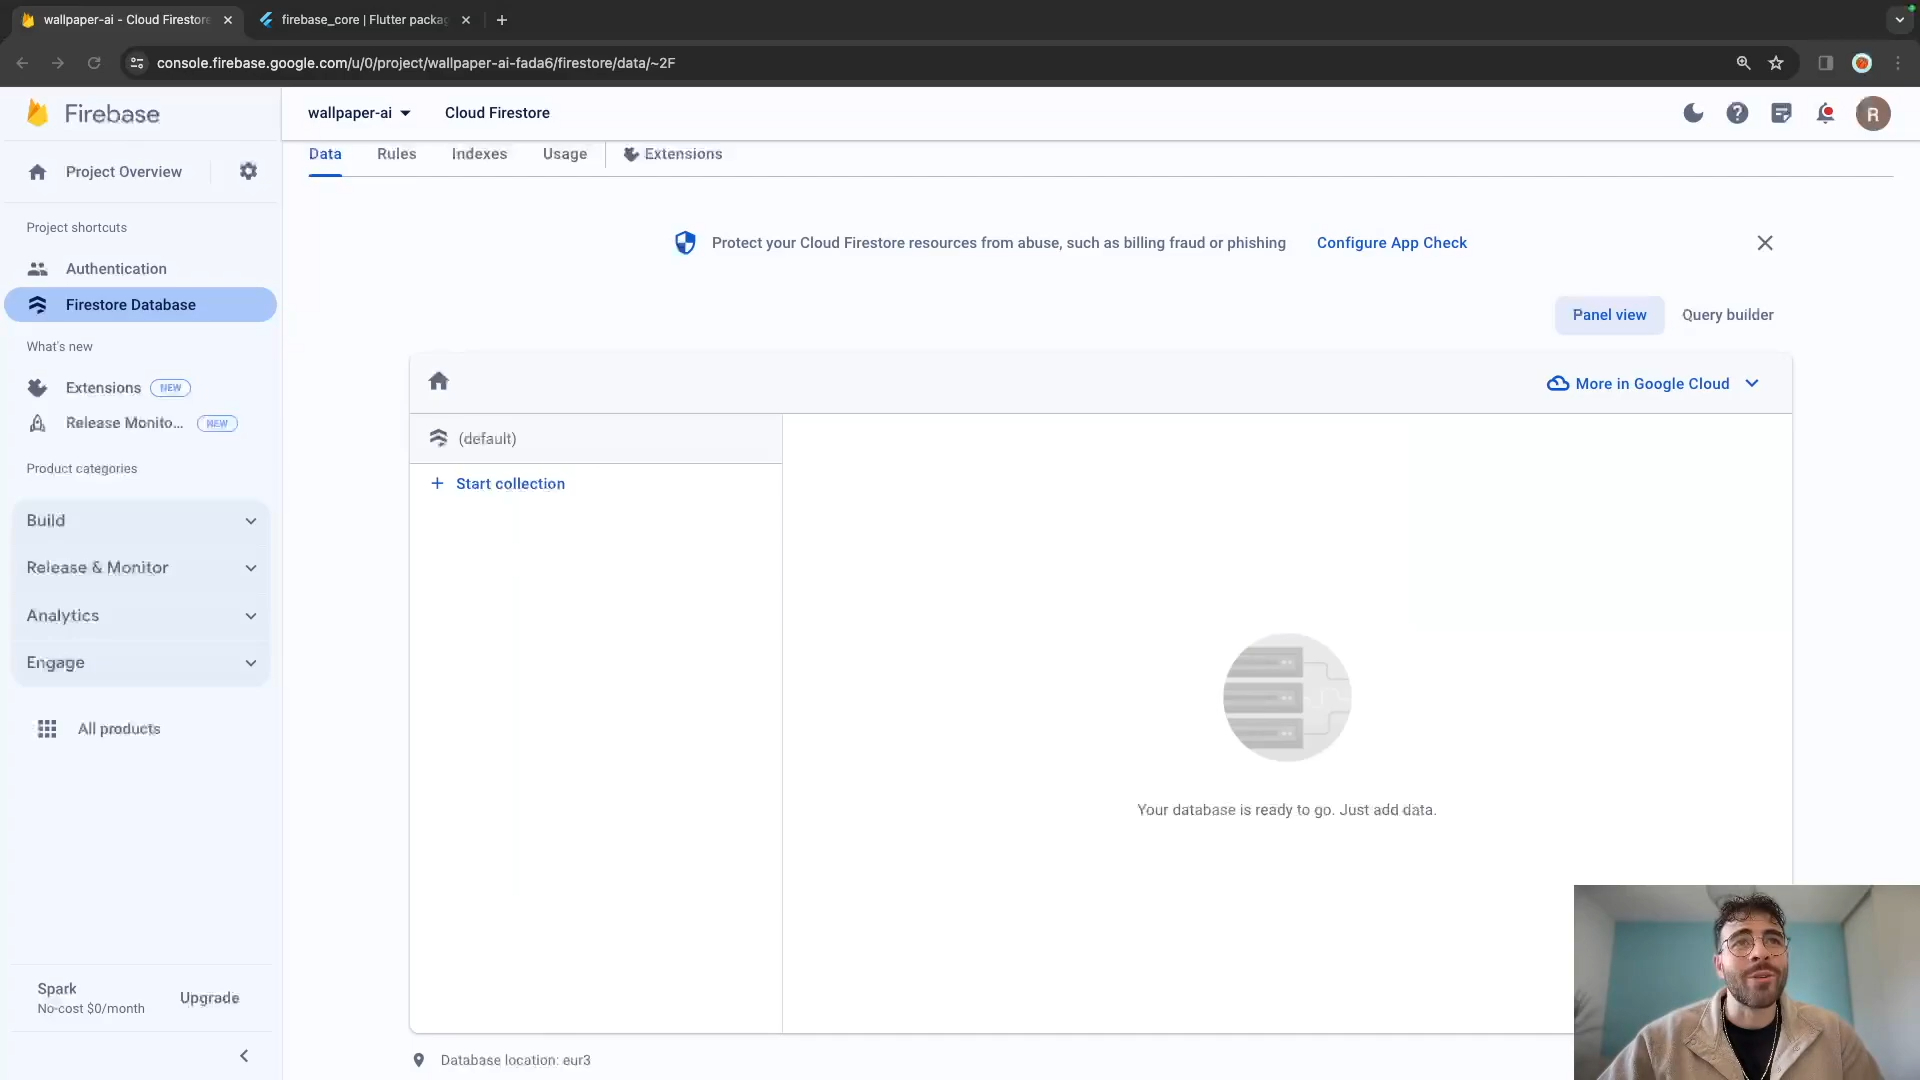 wallpaper-ai - Cloud Firestore
firebase_core | Flutter packag
console.firebase.google.com/u/0/project/wallpaper-ai-fada6/firestore/data/~2F
Firebase
wallpaper-ai
Cloud Firestore
R
Project Overview
Data
Rules
Indexes
Usage
Extensions
Project shortcuts
Authentication
Firestore Database
What's new
Extensions
NEW
Release Monito...
NEW
Product categories
Build
Release & Monitor
Analytics
Engage
All products
Spark
No-cost $0/month
Upgrade
Protect your Cloud Firestore resources from abuse, such as billing fraud or phishing
Configure App Check
Panel view
Query builder
More in Google Cloud
(default)
Start collection
Your database is ready to go. Just add data.
Database location: eur3